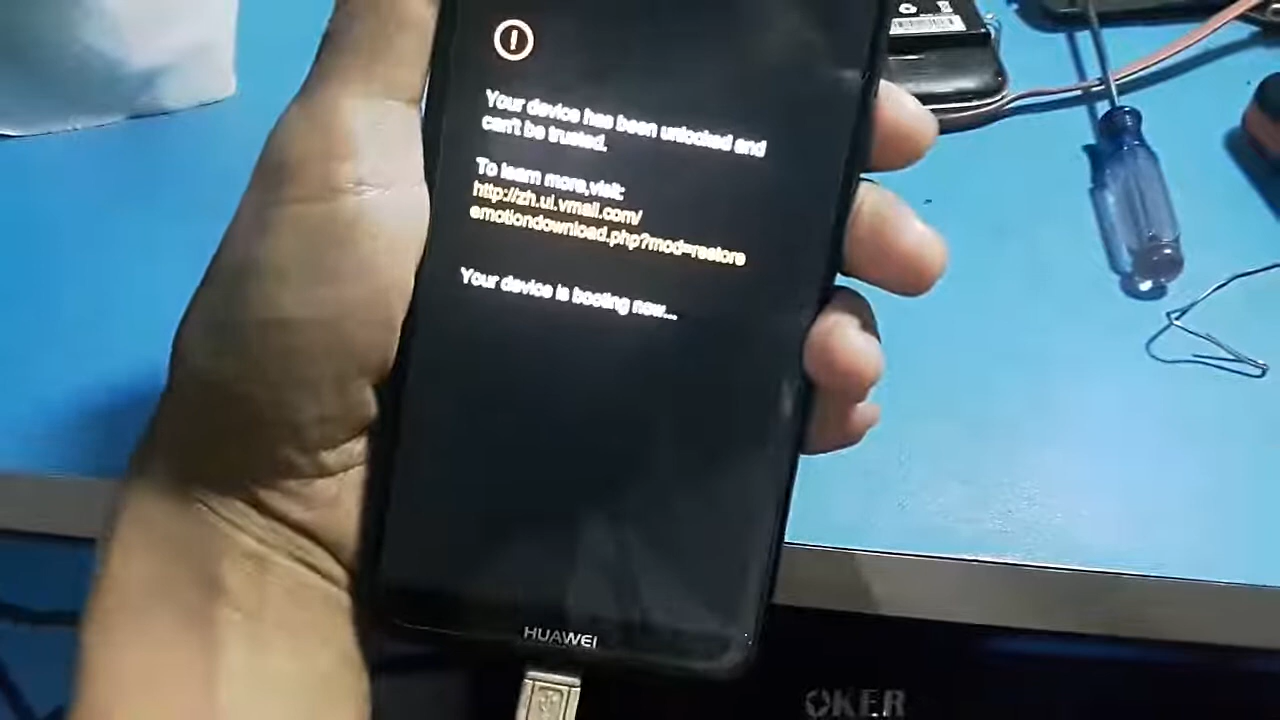 Your device has been unlocked and
can't be trusted.
To learn more,visit:
http://zh.ui.vmall.com/
emotiondownload.php?mod=restore
Your device is booting now...
HUAWEI
OKER